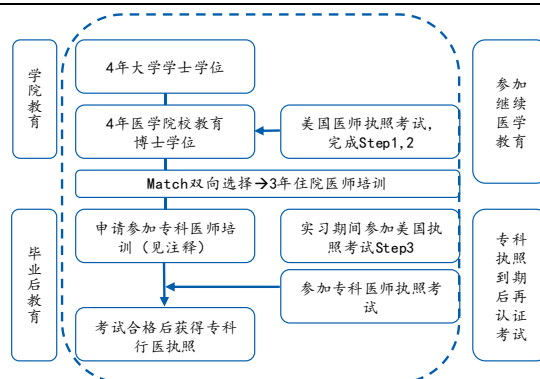 学院教育
4年大学学士学位
4年医学院校教育
博士学位
美国医师执照考试，
完成Step1,2
参加继续医学教育
Match双向选择→3年住院医师培训
毕业后教育
申请参加专科医师培
训（见注释）
实习期间参加美国执
照考试Step3
参加专科医师执照考
试
考试合格后获得专科
行医执照
专科执照到期后再认证考试